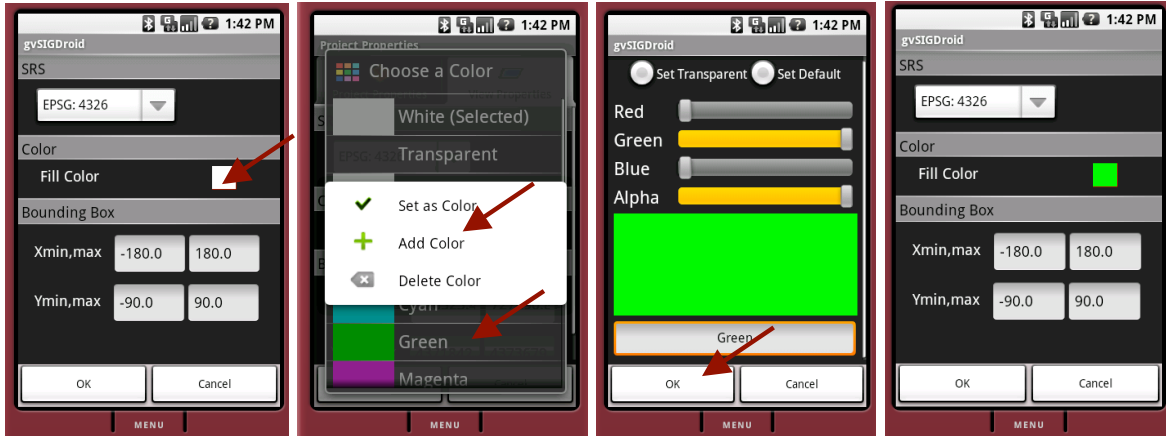 1:42 PM
gvSIGDroid
SRS
EPSG: 4326
Color
Fill Color
Bounding Box
Xmin,max -180.0 180.0
Ymin,max -90.0 90.0
OK Cancel
MENU
1:42 PM
Project Properties
Choose a Color
White (Selected)
EPSG: 432
Transparent
Set as Color
Add Color
Delete Color
Cyan
Green
Magenta
MENU
1:42 PM
gvSIGDroid
Set Transparent Set Default
Red
Green
Blue
Alpha
Green
OK Cancel
MENU
1:42 PM
gvSIGDroid
SRS
EPSG: 4326
Color
Fill Color
Bounding Box
Xmin,max -180.0 180.0
Ymin,max -90.0 90.0
OK Cancel
MENU